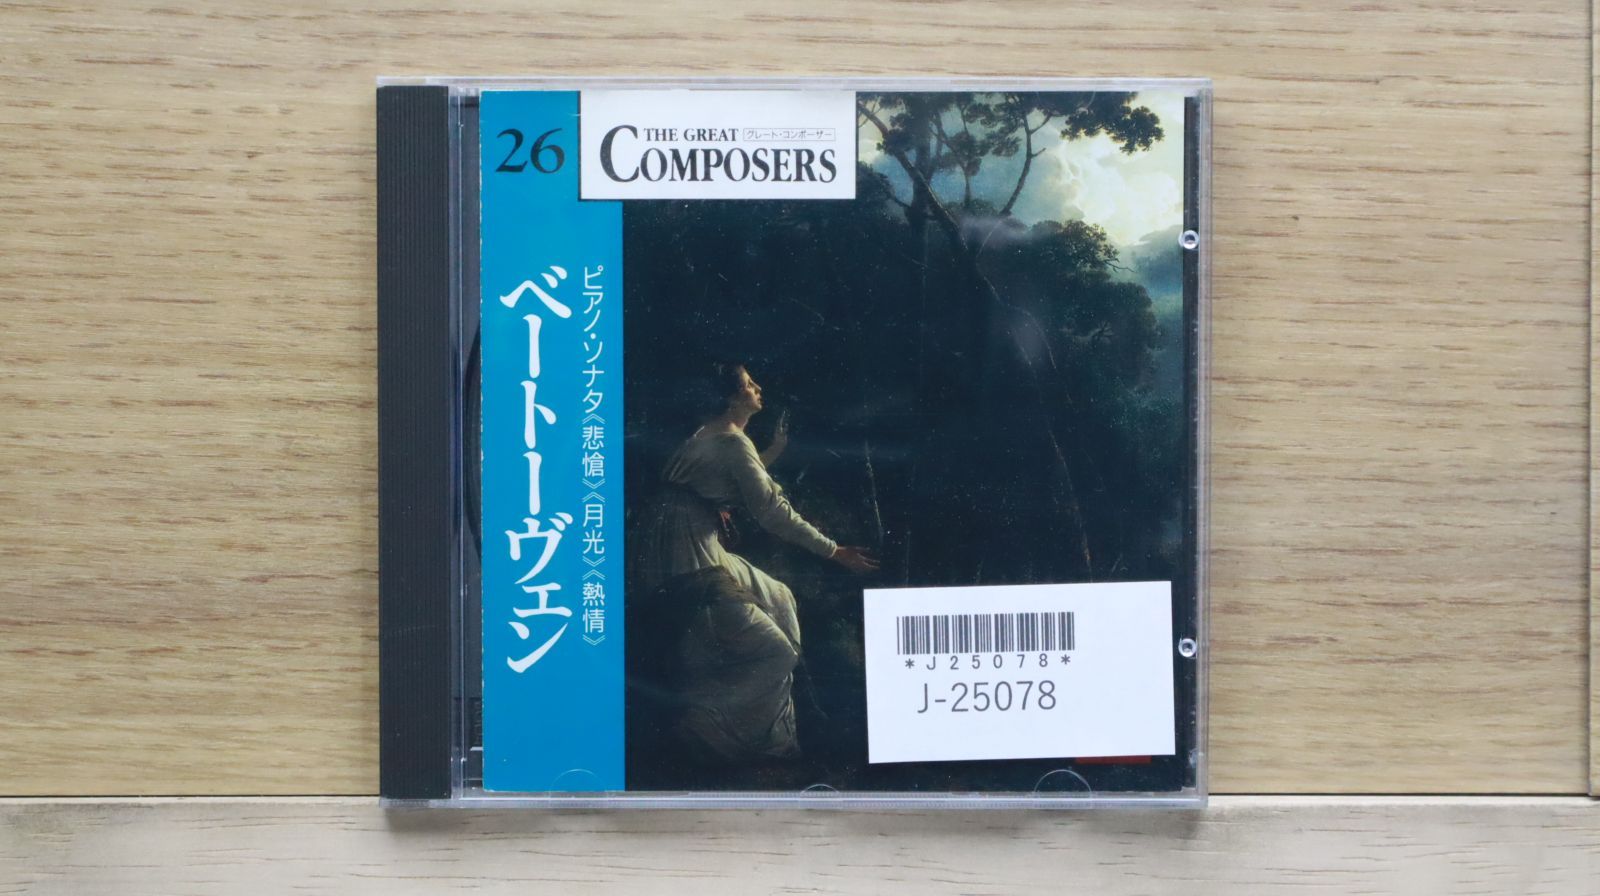 26
THE GREAT グレート・コンポーザー
COMPOSERS
ベートーヴェン
ピアノ・ソナタ《悲愴》《月光》《熱情》
*J25078*
J-25078